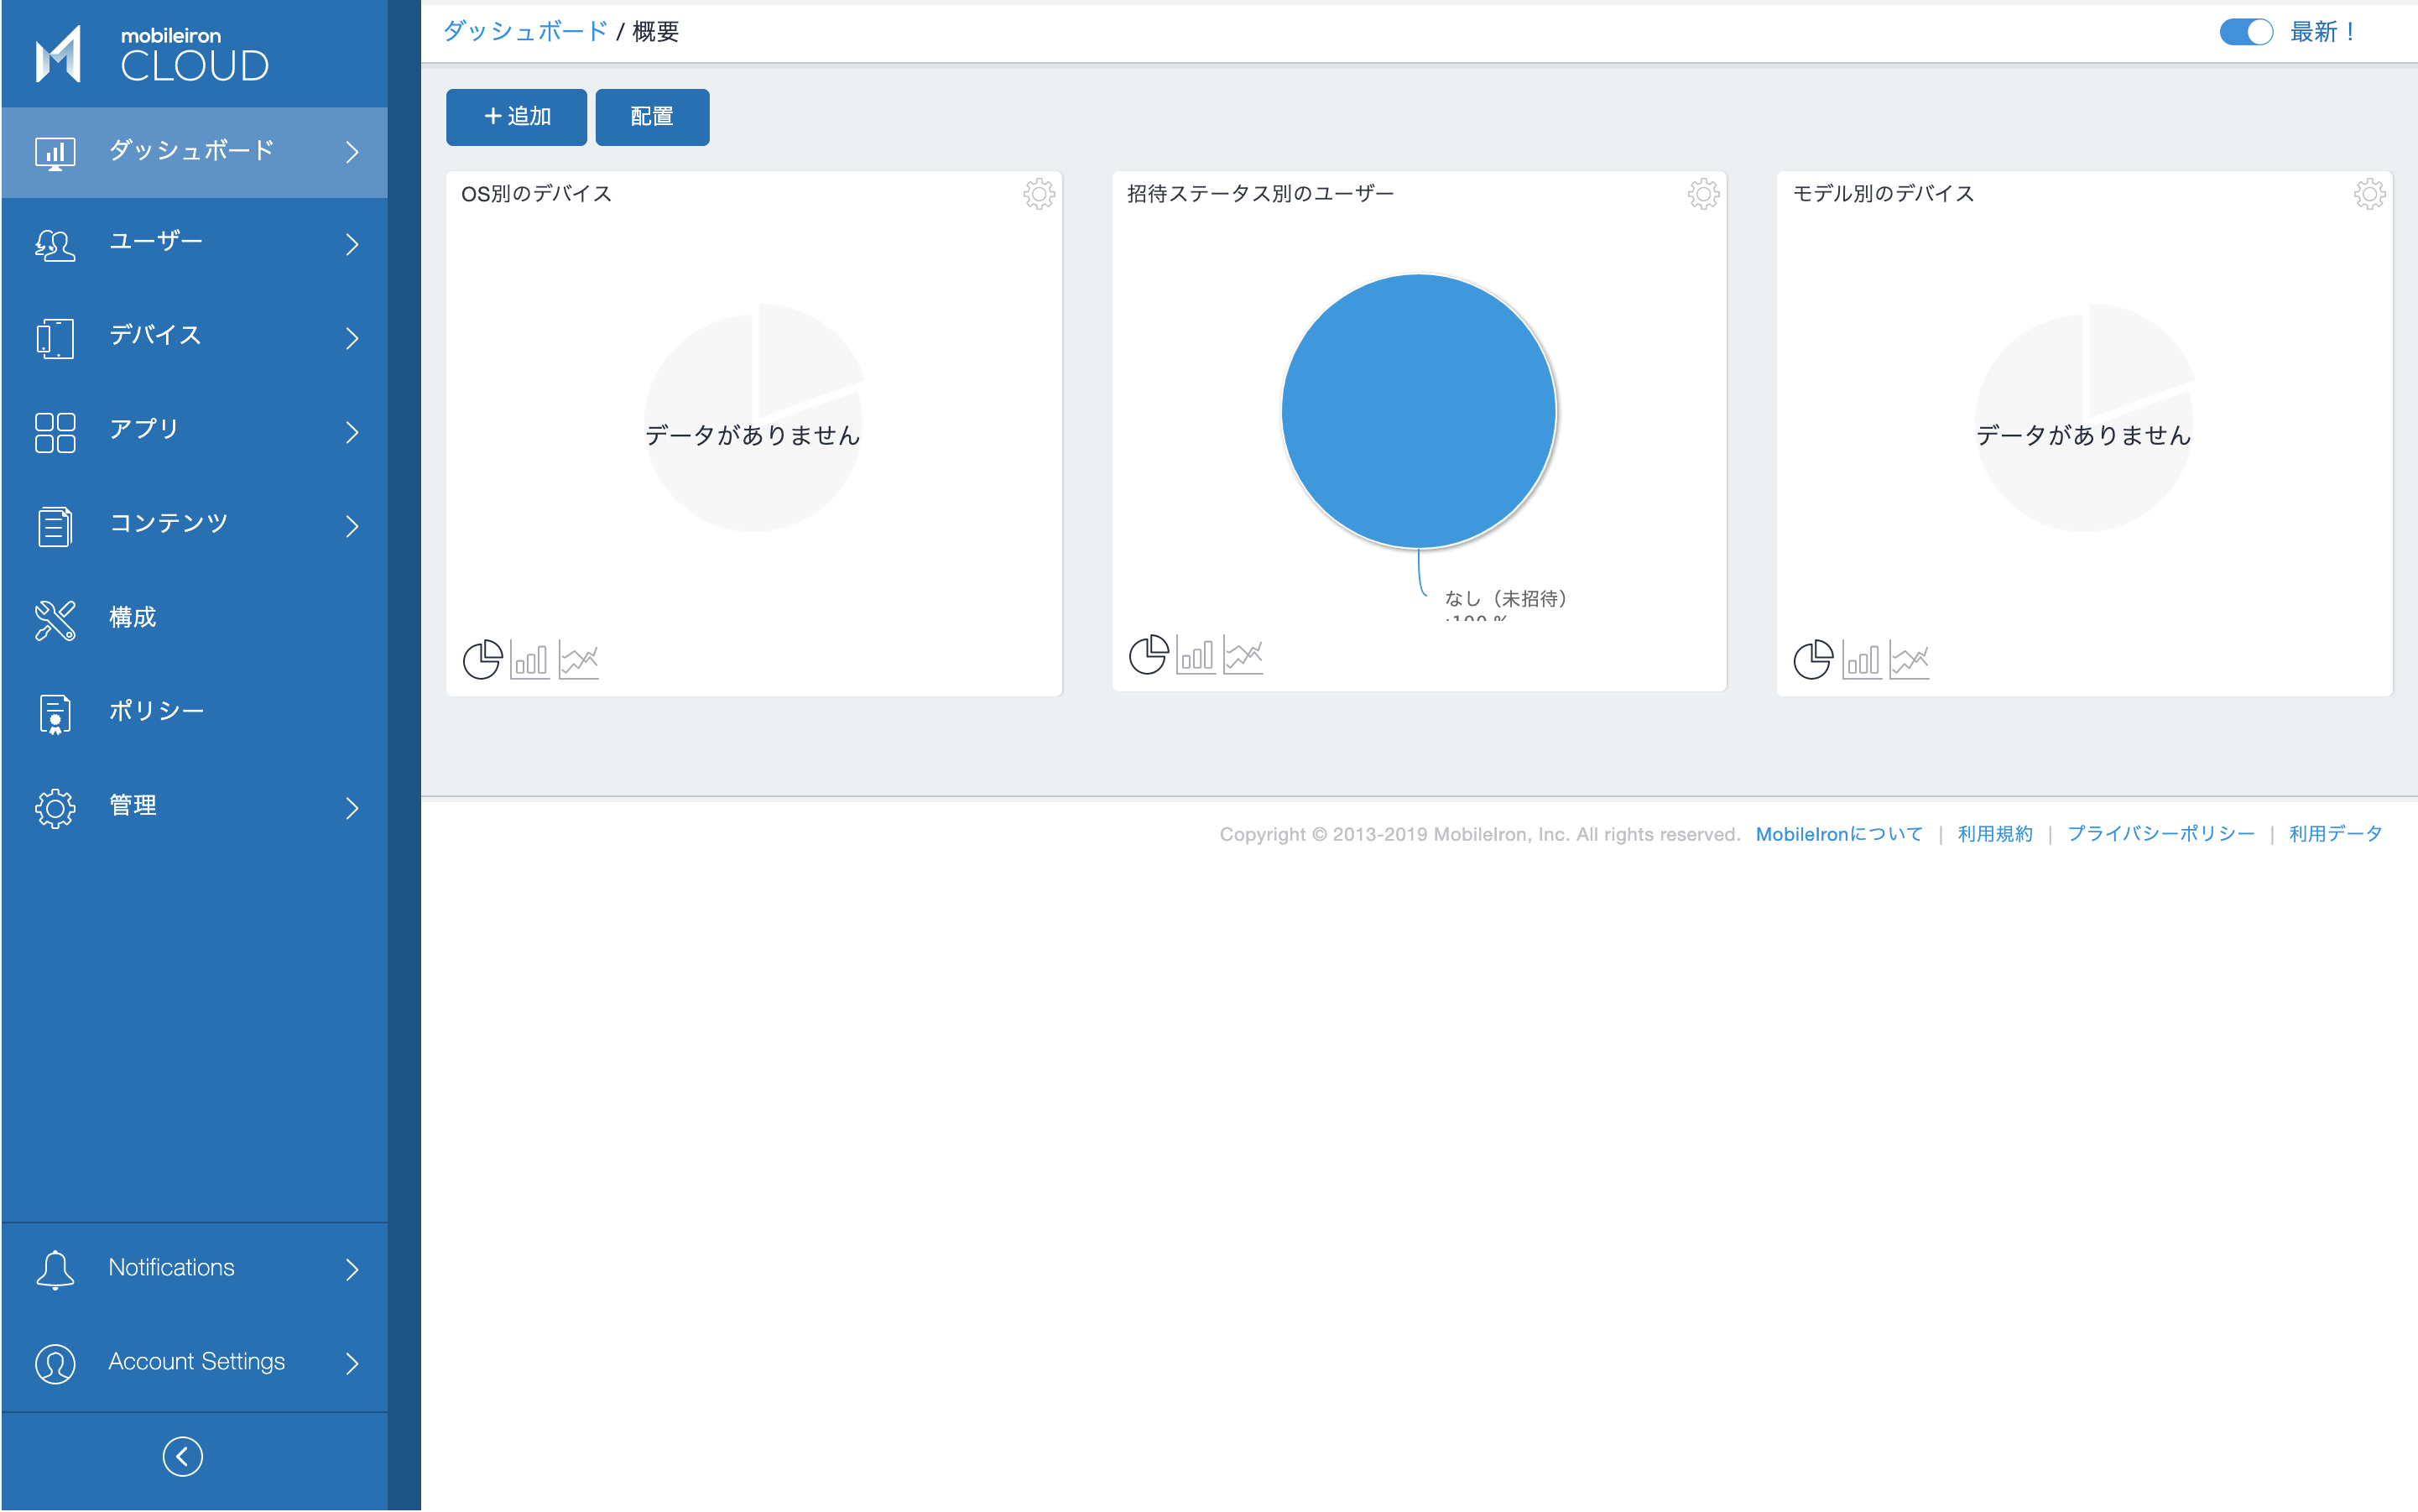 mobileiron
CLOUD
ダッシュボード
ユーザー
デバイス
アプリ
コンテンツ
構成
ポリシー
管理
Notifications
Account Settings
ダッシュボード / 概要
最新！
＋追加
配置
OS別のデバイス
データがありません
招待ステータス別のユーザー
なし（未招待）
:100 %
モデル別のデバイス
データがありません
Copyright © 2013-2019 MobileIron, Inc. All rights reserved. MobileIronについて | 利用規約 | プライバシーポリシー | 利用データ